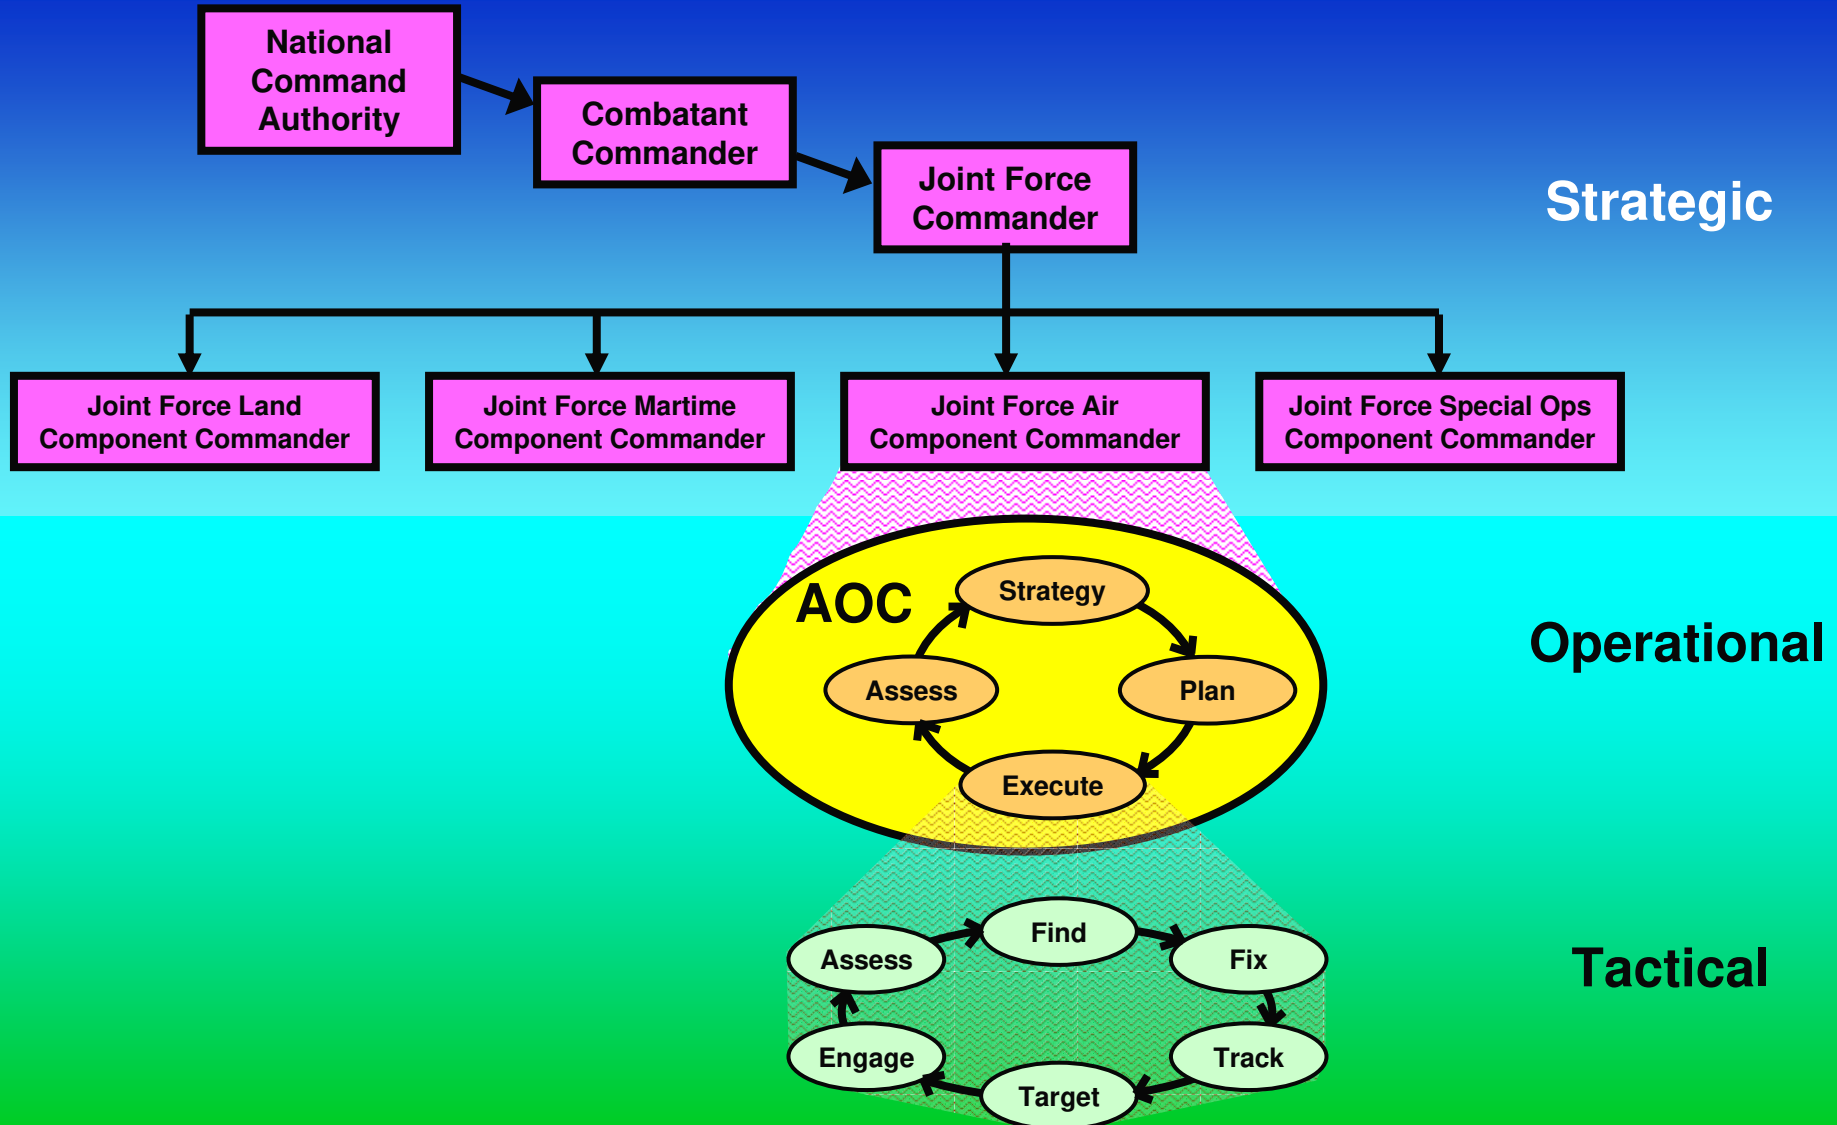 National
Command
Authority
Combatant
Commander
Joint Force
Commander
Strategic
Joint Force Land
Component Commander
Joint Force Martime
Component Commander
Joint Force Air
Component Commander
Joint Force Special Ops
Component Commander
AOC
Strategy
Plan
Execute
Assess
Operational
Find
Fix
Track
Target
Engage
Assess
Tactical